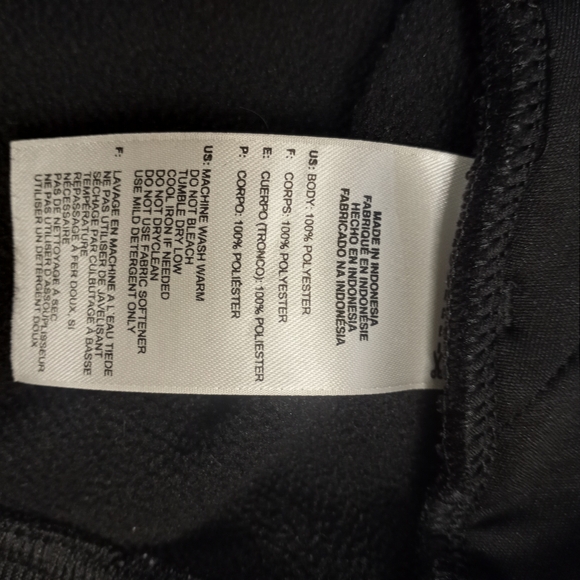 MADE IN INDONESIA
FABRIQUÉ EN INDONÉSIE
HECHO EN INDONESIA
FABRICADO NA INDONÉSIA
US: BODY: 100% POLYESTER
F: CORPS: 100% POLYESTER
E: CUERPO (TRONCO): 100% POLIÉSTER
P: CORPO: 100% POLIÉSTER
US: MACHINE WASH WARM
DO NOT BLEACH
TUMBLE DRY LOW
COOL IRON IF NEEDED
DO NOT DRY CLEAN
DO NOT USE FABRIC SOFTENER
USE MILD DETERGENT ONLY
F: LAVAGE EN MACHINE À L'EAU TIEDE
NE PAS UTILISER DE JAVELISANT
SÉCHAGE PAR CULBUTAGE À BASSE
TEMPÉRATURE
REPASSAGE À FER DOUX, SI
NÉCESSAIRE
PAS DE NETTOYAGE À SEC
NE PAS UTILISER D'ASSOUPLISSEUR
UTILISER UN DÉTERGENT DOUX